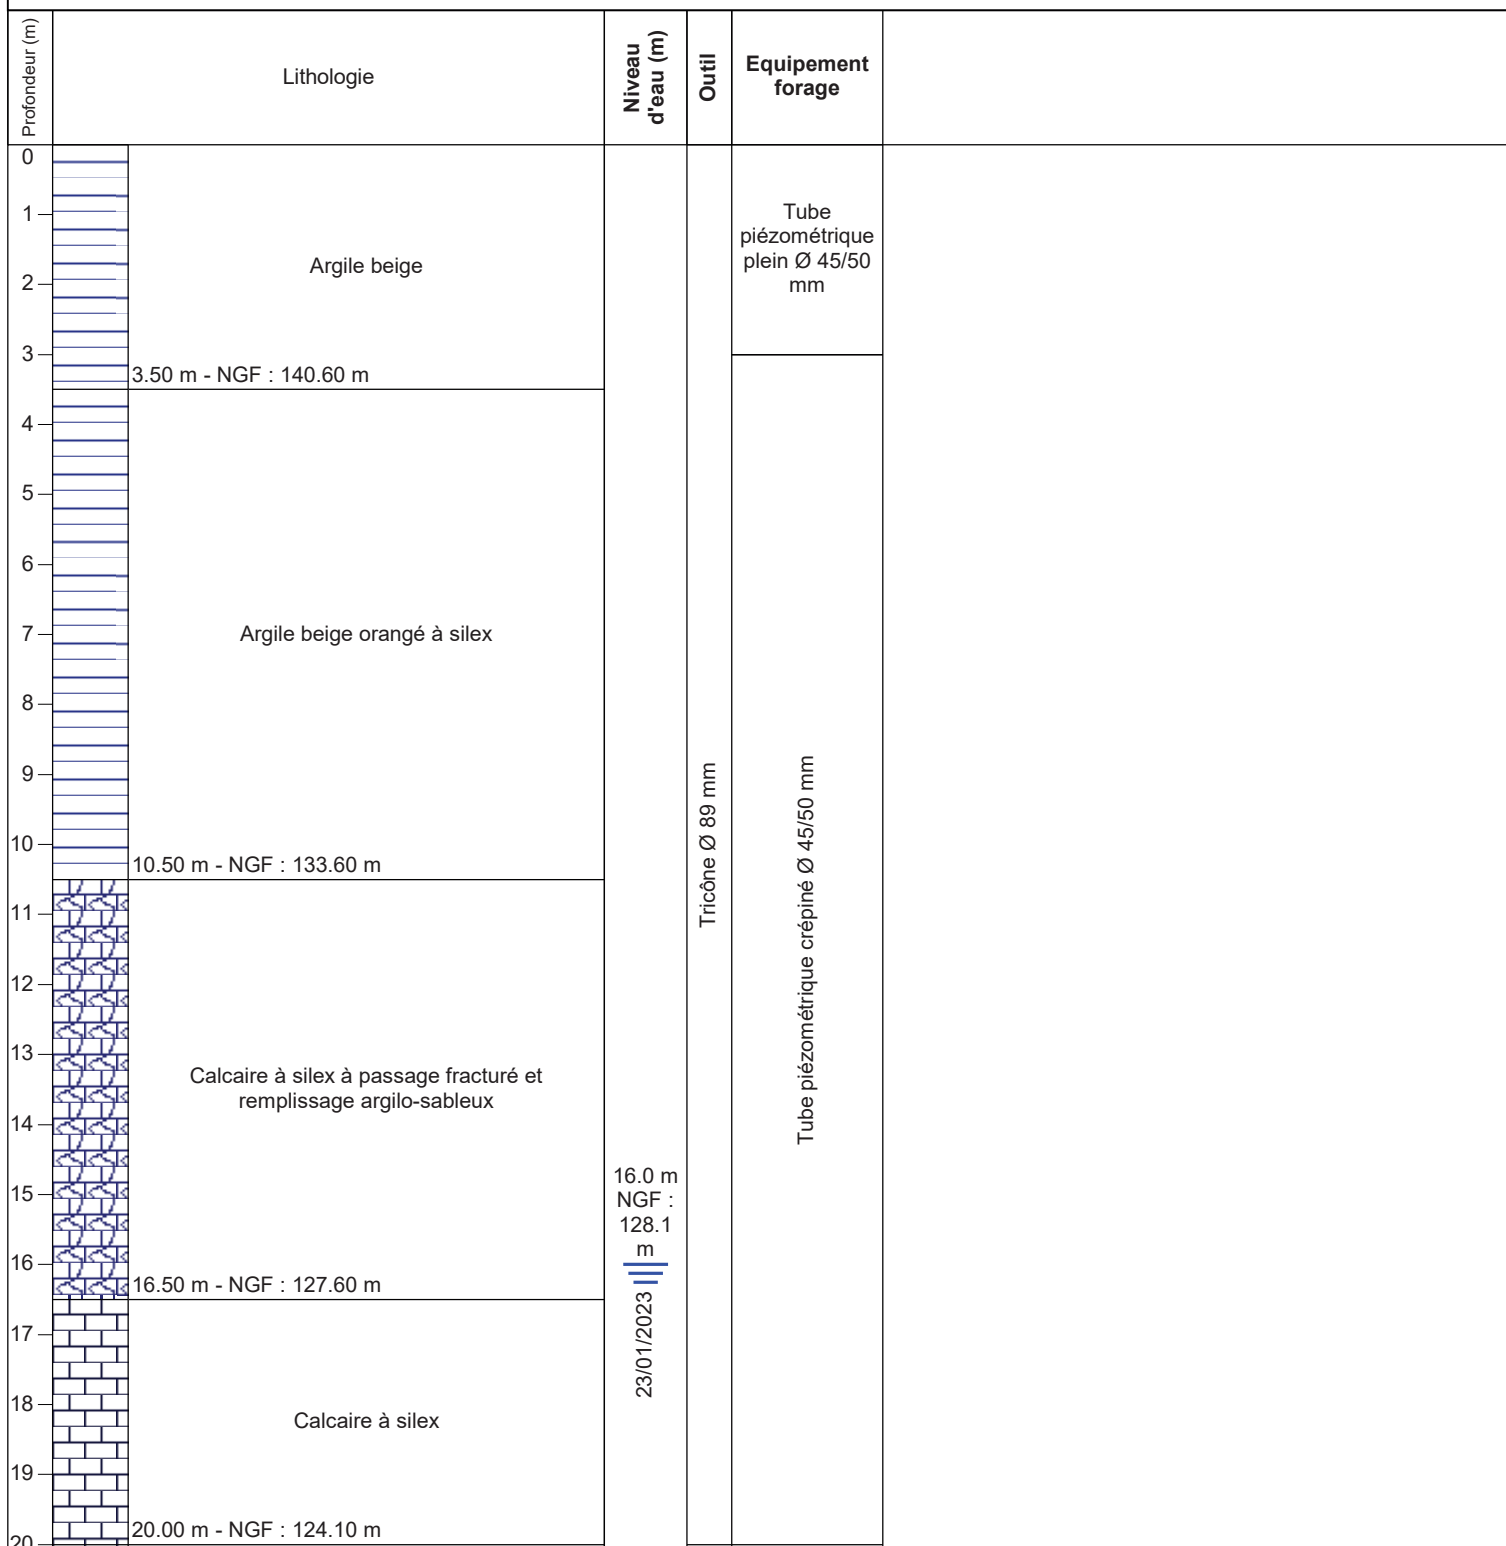 Profondeur (m)
Lithologie
Niveau
d'eau (m)
Outil
Equipement
forage
0
1
2
3
4
5
6
7
8
9
10
11
12
13
14
15
16
17
18
19
20
Argile beige
3.50 m - NGF : 140.60 m
Argile beige orangé à silex
10.50 m - NGF : 133.60 m
Calcaire à silex à passage fracturé et
remplissage argilo-sableux
16.50 m - NGF : 127.60 m
Calcaire à silex
20.00 m - NGF : 124.10 m
16.0 m
NGF :
128.1
m
23/01/2023
Tricône Ø 89 mm
Tube
piézométrique
plein Ø 45/50
mm
Tube piézométrique crépiné Ø 45/50 mm